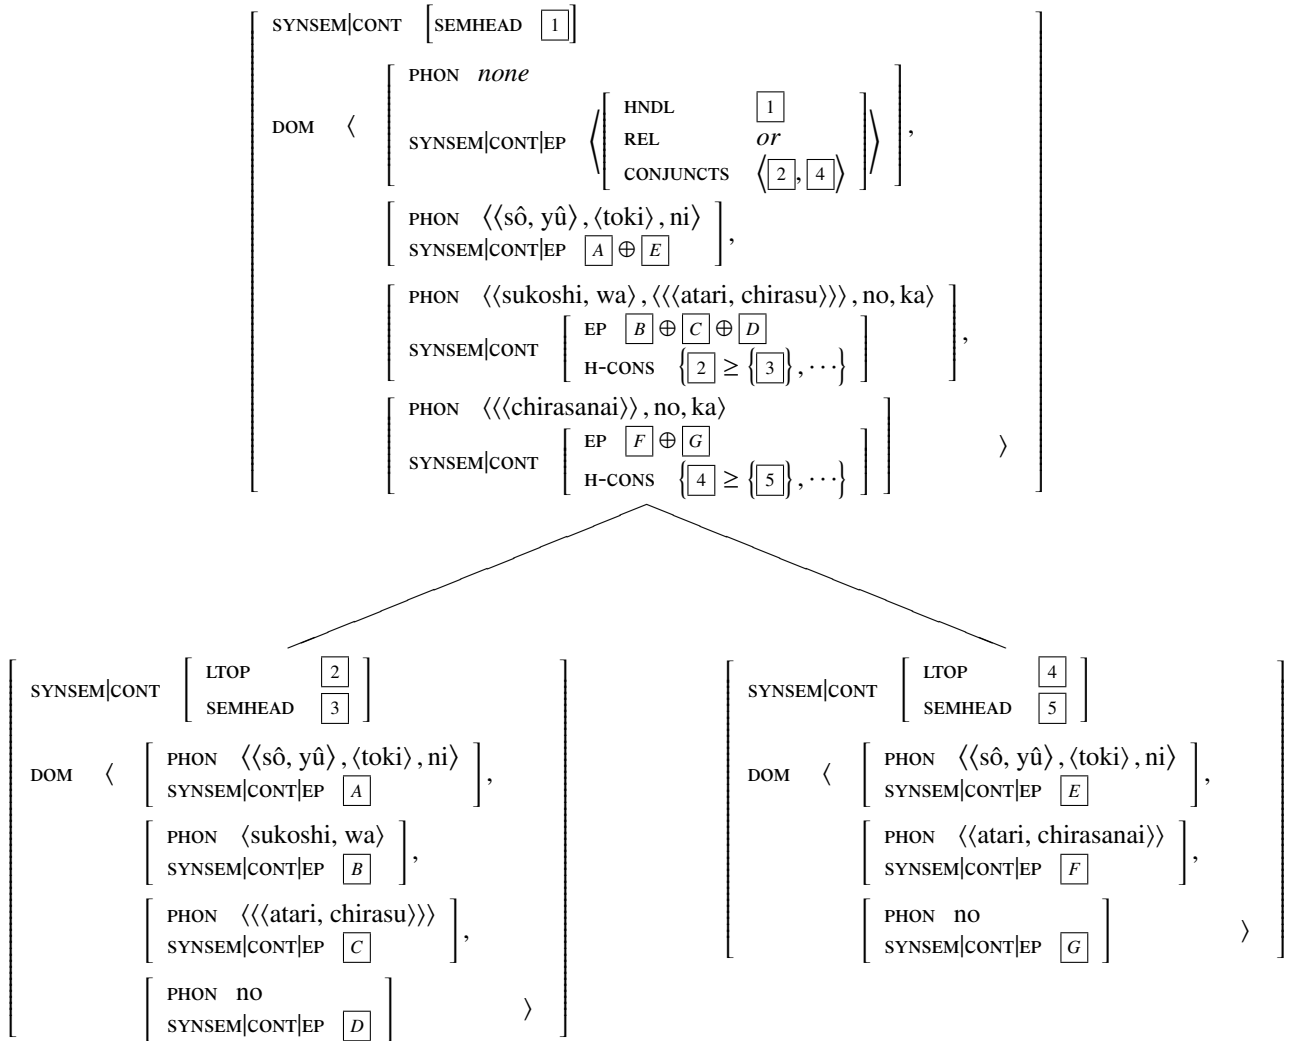 SYNSEM|CONT [SEMHEAD [1]]
DOM ⟨ [PHON none
SYNSEM|CONT|EP ⟨[HNDL [1]
REL or
CONJUNCTS ⟨[2], [4]⟩]⟩],
[PHON ⟨⟨sô, yû⟩, ⟨toki⟩, ni⟩
SYNSEM|CONT|EP [A] ⊕ [E]],
[PHON ⟨⟨sukoshi, wa⟩, ⟨⟨⟨atari, chirasu⟩⟩⟩, no, ka⟩
SYNSEM|CONT [EP [B] ⊕ [C] ⊕ [D]
H-CONS {[2] ≥ {[3]}, ···}]],
[PHON ⟨⟨⟨chirasanai⟩⟩, no, ka⟩
SYNSEM|CONT [EP [F] ⊕ [G]
H-CONS {[4] ≥ {[5]}, ···}]] ⟩
SYNSEM|CONT [LTOP [2]
SEMHEAD [3]]
DOM ⟨ [PHON ⟨⟨sô, yû⟩, ⟨toki⟩, ni⟩
SYNSEM|CONT|EP [A]],
[PHON ⟨sukoshi, wa⟩
SYNSEM|CONT|EP [B]],
[PHON ⟨⟨⟨atari, chirasu⟩⟩⟩
SYNSEM|CONT|EP [C]],
[PHON no
SYNSEM|CONT|EP [D]] ⟩
SYNSEM|CONT [LTOP [4]
SEMHEAD [5]]
DOM ⟨ [PHON ⟨⟨sô, yû⟩, ⟨toki⟩, ni⟩
SYNSEM|CONT|EP [E]],
[PHON ⟨⟨atari, chirasanai⟩⟩
SYNSEM|CONT|EP [F]],
[PHON no
SYNSEM|CONT|EP [G]] ⟩